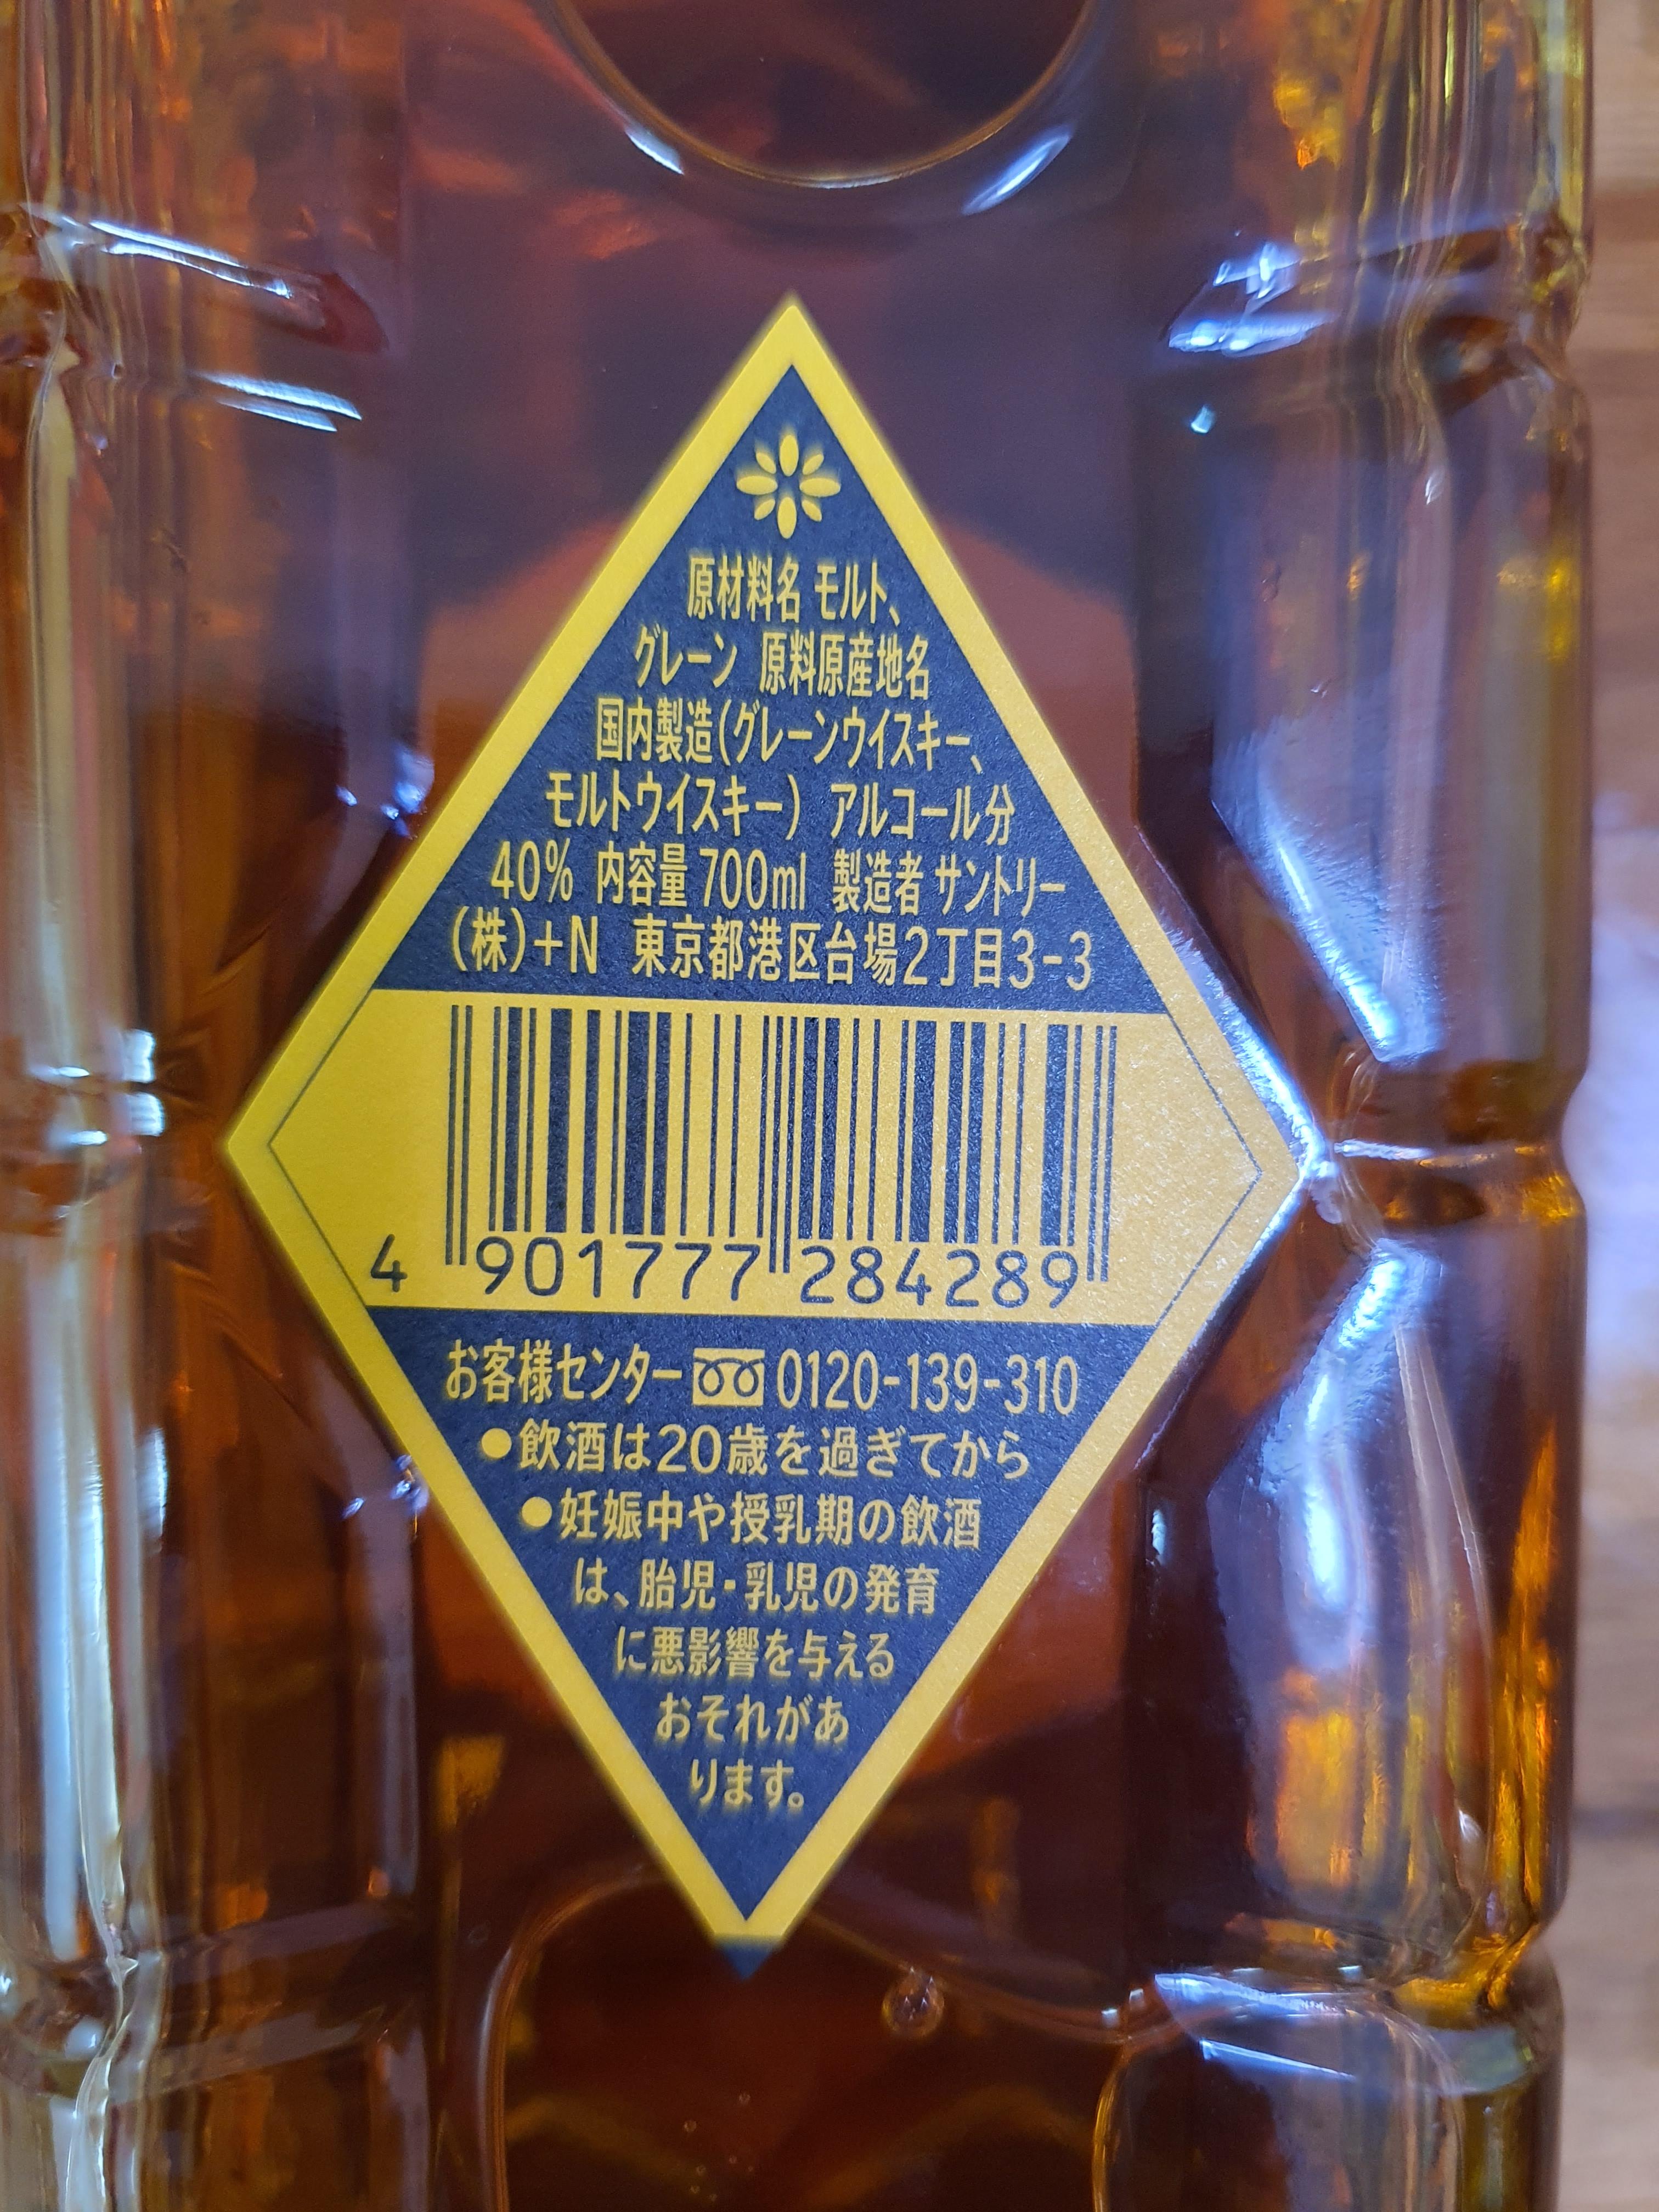 原材料名 モルト、
グレーン 原料原産地名
国内製造(グレーンウイスキー、
モルトウイスキー) アルコール分
40% 内容量 700ml 製造者 サントリー
(株)+N 東京都港区台場2丁目3-3
4 901777 284289
お客様センター 0120-139-310
●飲酒は20歳を過ぎてから
●妊娠中や授乳期の飲酒
は、胎児・乳児の発育
に悪影響を与える
おそれがあ
ります。